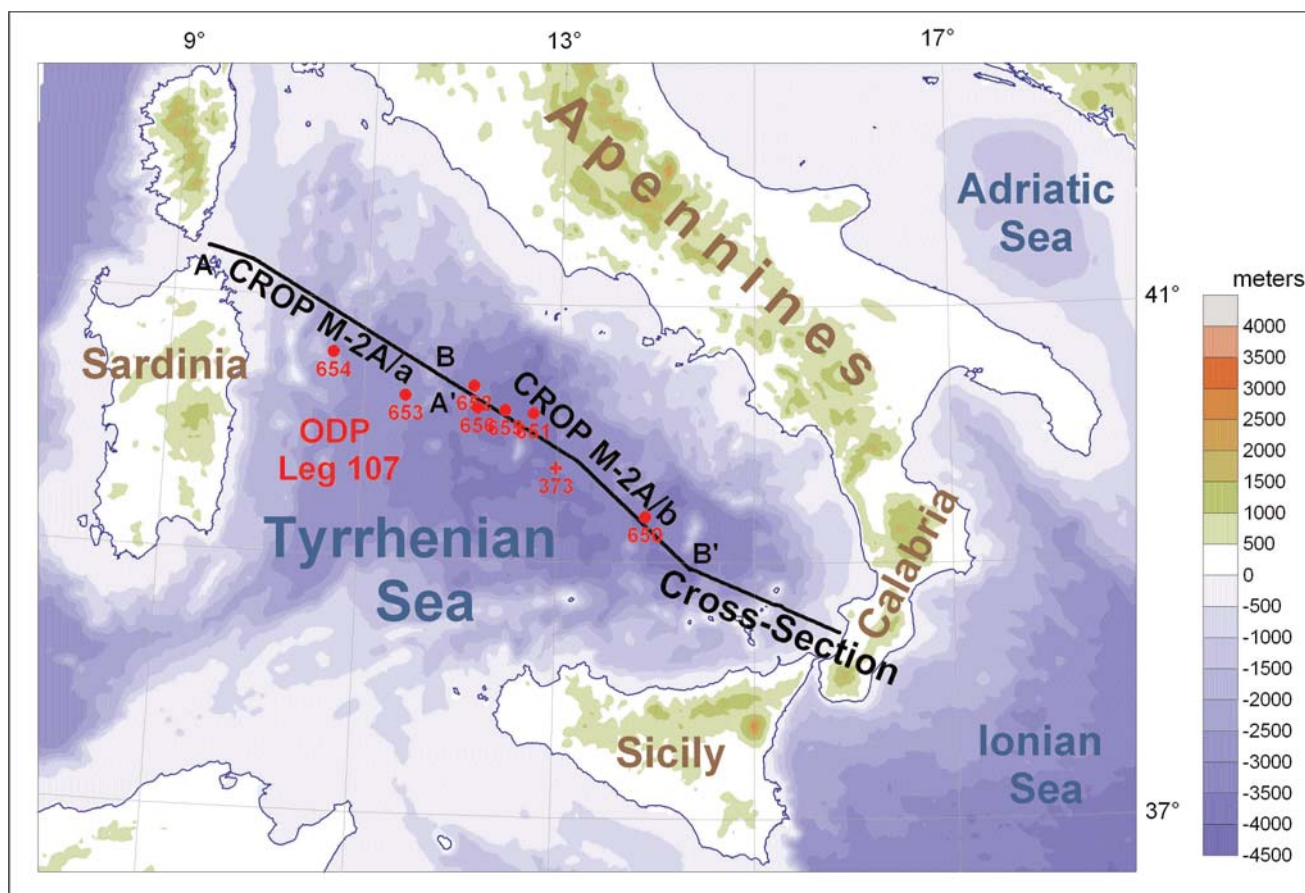 9°
13°
17°
Apennines
Adriatic
Sea
meters
41°
A
CROP M-2A/a
Sardinia
B
A'
CROP M-2A/b
654
653
652
656
655
651
373
650
ODP
Leg 107
Tyrrhenian
Sea
B'
Cross-Section
Calabria
Sicily
Ionian
Sea
37°
4000
3500
3000
2500
2000
1500
1000
500
0
-500
-1000
-1500
-2000
-2500
-3000
-3500
-4000
-4500